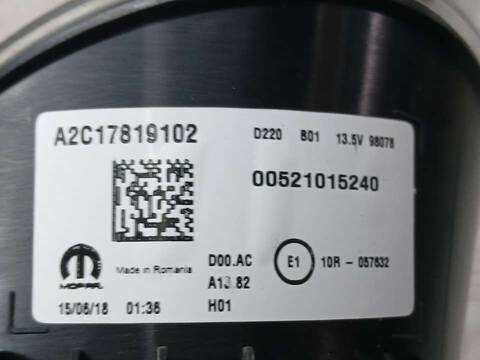 A2C17819102 D220 B01 13.5V 98078
00521015240
MOPAR Made in Romania D00.AC E1 10R - 057632
A13.82
15/06/18 01:36 H01